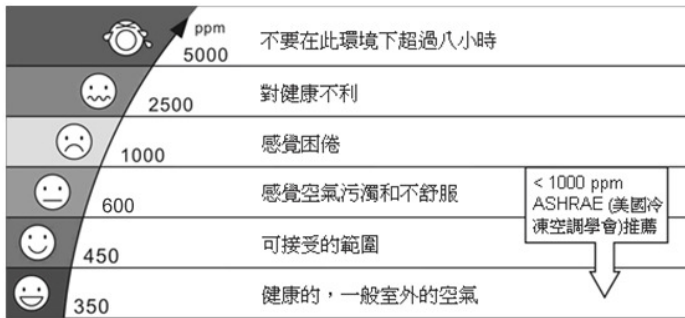 ppm
5000 不要在此環境下超過八小時
2500 對健康不利
1000 感覺困倦
600 感覺空氣污濁和不舒服
< 1000 ppm
ASHRAE (美國冷
凍空調學會)推薦
450 可接受的範圍
350 健康的，一般室外的空氣